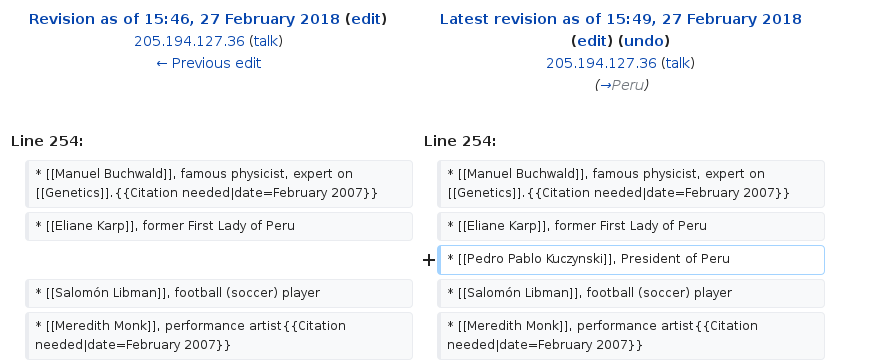 Revision as of 15:46, 27 February 2018 (edit)
205.194.127.36 (talk)
← Previous edit
Latest revision as of 15:49, 27 February 2018
(edit) (undo)
205.194.127.36 (talk)
(→Peru)
Line 254:
Line 254:
* [[Manuel Buchwald]], famous physicist, expert on
[[Genetics]].{{Citation needed|date=February 2007}}
* [[Manuel Buchwald]], famous physicist, expert on
[[Genetics]].{{Citation needed|date=February 2007}}
* [[Eliane Karp]], former First Lady of Peru
* [[Eliane Karp]], former First Lady of Peru
+ * [[Pedro Pablo Kuczynski]], President of Peru
* [[Salomón Libman]], football (soccer) player
* [[Salomón Libman]], football (soccer) player
* [[Meredith Monk]], performance artist{{Citation
needed|date=February 2007}}
* [[Meredith Monk]], performance artist{{Citation
needed|date=February 2007}}